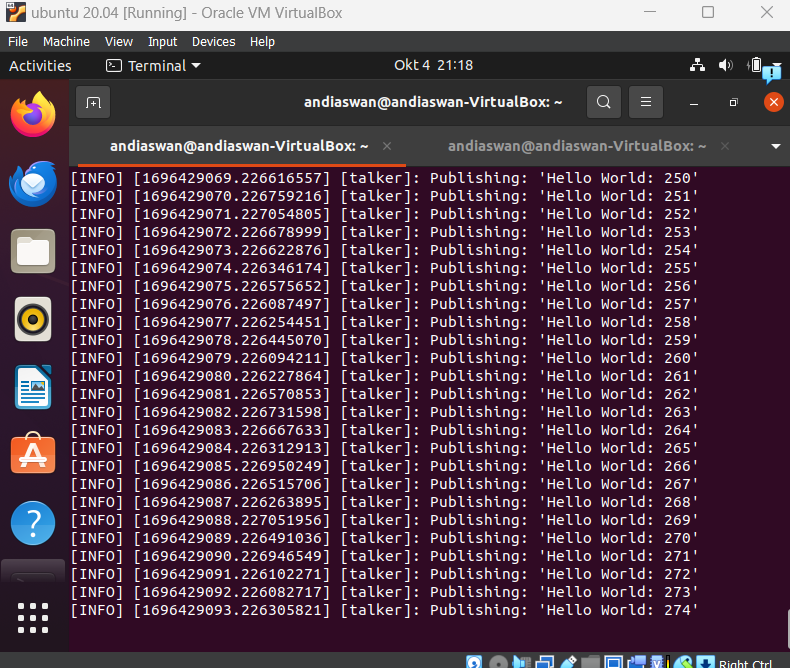 ubuntu 20.04 [Running] - Oracle VM VirtualBox
File Machine View Input Devices Help
Activities Terminal Okt 4 21:18
andiaswan@andiaswan-VirtualBox: ~
andiaswan@andiaswan-VirtualBox: ~ × andiaswan@andiaswan-VirtualBox: ~ ×
[INFO] [1696429069.226616557] [talker]: Publishing: 'Hello World: 250'
[INFO] [1696429070.226759216] [talker]: Publishing: 'Hello World: 251'
[INFO] [1696429071.227054805] [talker]: Publishing: 'Hello World: 252'
[INFO] [1696429072.226678999] [talker]: Publishing: 'Hello World: 253'
[INFO] [1696429073.226622876] [talker]: Publishing: 'Hello World: 254'
[INFO] [1696429074.226346174] [talker]: Publishing: 'Hello World: 255'
[INFO] [1696429075.226575652] [talker]: Publishing: 'Hello World: 256'
[INFO] [1696429076.226087497] [talker]: Publishing: 'Hello World: 257'
[INFO] [1696429077.226254451] [talker]: Publishing: 'Hello World: 258'
[INFO] [1696429078.226445070] [talker]: Publishing: 'Hello World: 259'
[INFO] [1696429079.226094211] [talker]: Publishing: 'Hello World: 260'
[INFO] [1696429080.226227864] [talker]: Publishing: 'Hello World: 261'
[INFO] [1696429081.226570853] [talker]: Publishing: 'Hello World: 262'
[INFO] [1696429082.226731598] [talker]: Publishing: 'Hello World: 263'
[INFO] [1696429083.226667633] [talker]: Publishing: 'Hello World: 264'
[INFO] [1696429084.226312913] [talker]: Publishing: 'Hello World: 265'
[INFO] [1696429085.226950249] [talker]: Publishing: 'Hello World: 266'
[INFO] [1696429086.226515706] [talker]: Publishing: 'Hello World: 267'
[INFO] [1696429087.226263895] [talker]: Publishing: 'Hello World: 268'
[INFO] [1696429088.227051956] [talker]: Publishing: 'Hello World: 269'
[INFO] [1696429089.226491036] [talker]: Publishing: 'Hello World: 270'
[INFO] [1696429090.226946549] [talker]: Publishing: 'Hello World: 271'
[INFO] [1696429091.226102271] [talker]: Publishing: 'Hello World: 272'
[INFO] [1696429092.226082717] [talker]: Publishing: 'Hello World: 273'
[INFO] [1696429093.226305821] [talker]: Publishing: 'Hello World: 274'
Right Ctrl